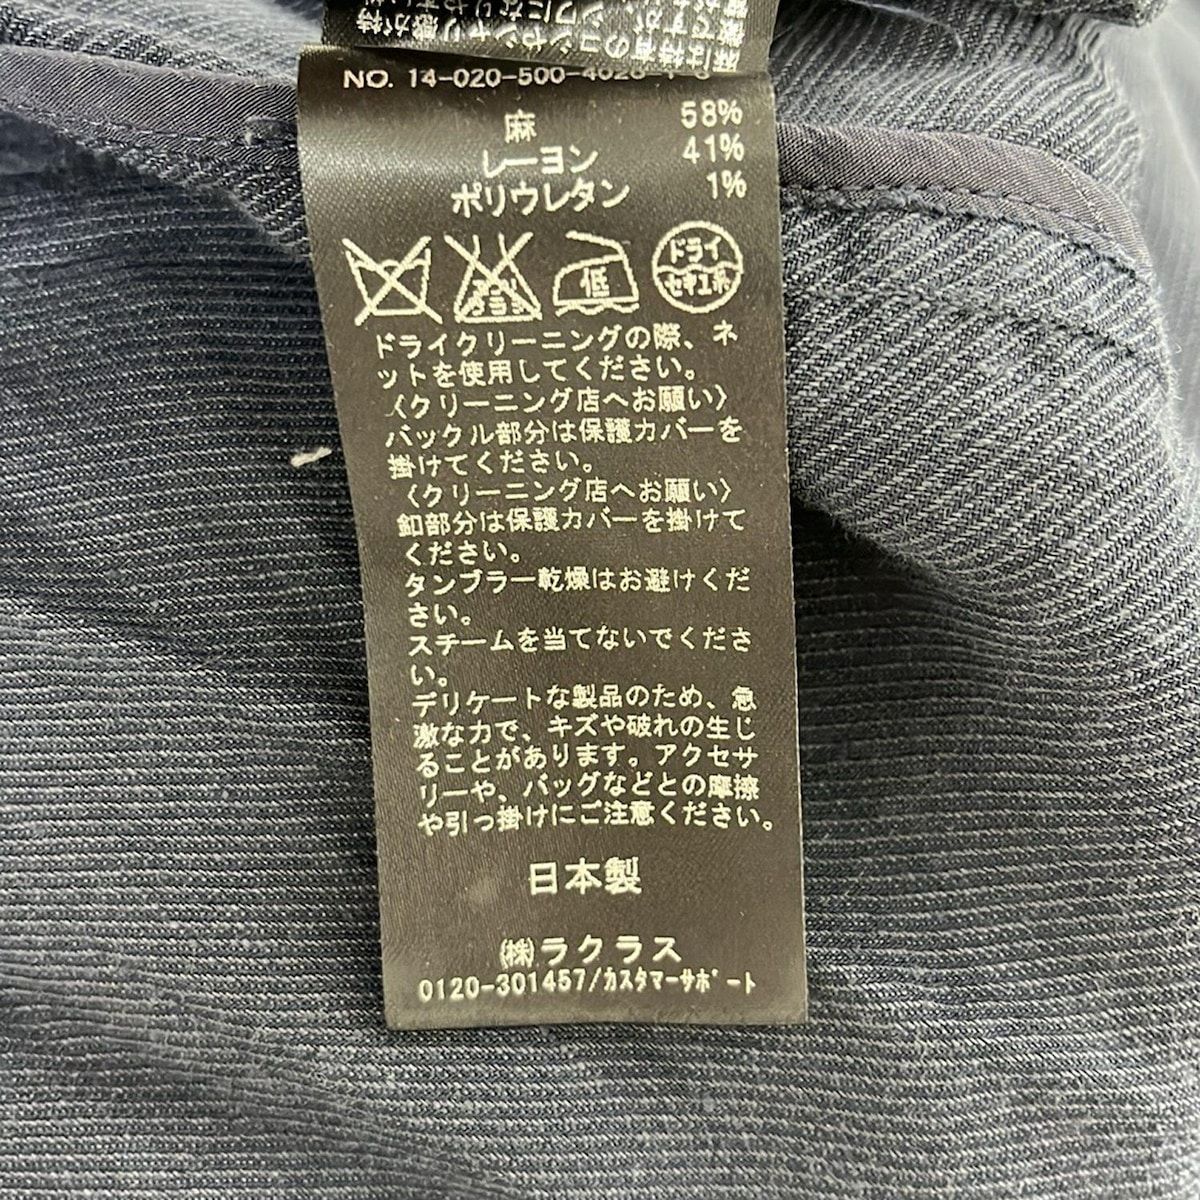 NO. 14-020-500-4028-1-6
麻 58%
レーヨン 41%
ポリウレタン 1%
エンソ サラシ 低 ドライ セキユ系
ドライクリーニングの際、ネ
ットを使用してください。
〈クリーニング店へお願い〉
バックル部分は保護カバーを
掛けてください。
〈クリーニング店へお願い〉
釦部分は保護カバーを掛けて
ください。
タンブラー乾燥はお避けくだ
さい。
スチームを当てないでくださ
い。
デリケートな製品のため、急
激な力で、キズや破れの生じ
ることがあります。アクセサ
リーや、バッグなどとの摩擦
や引っ掛けにご注意ください。
日本製
㈱ラクラス
0120-301457/カスタマーサポート